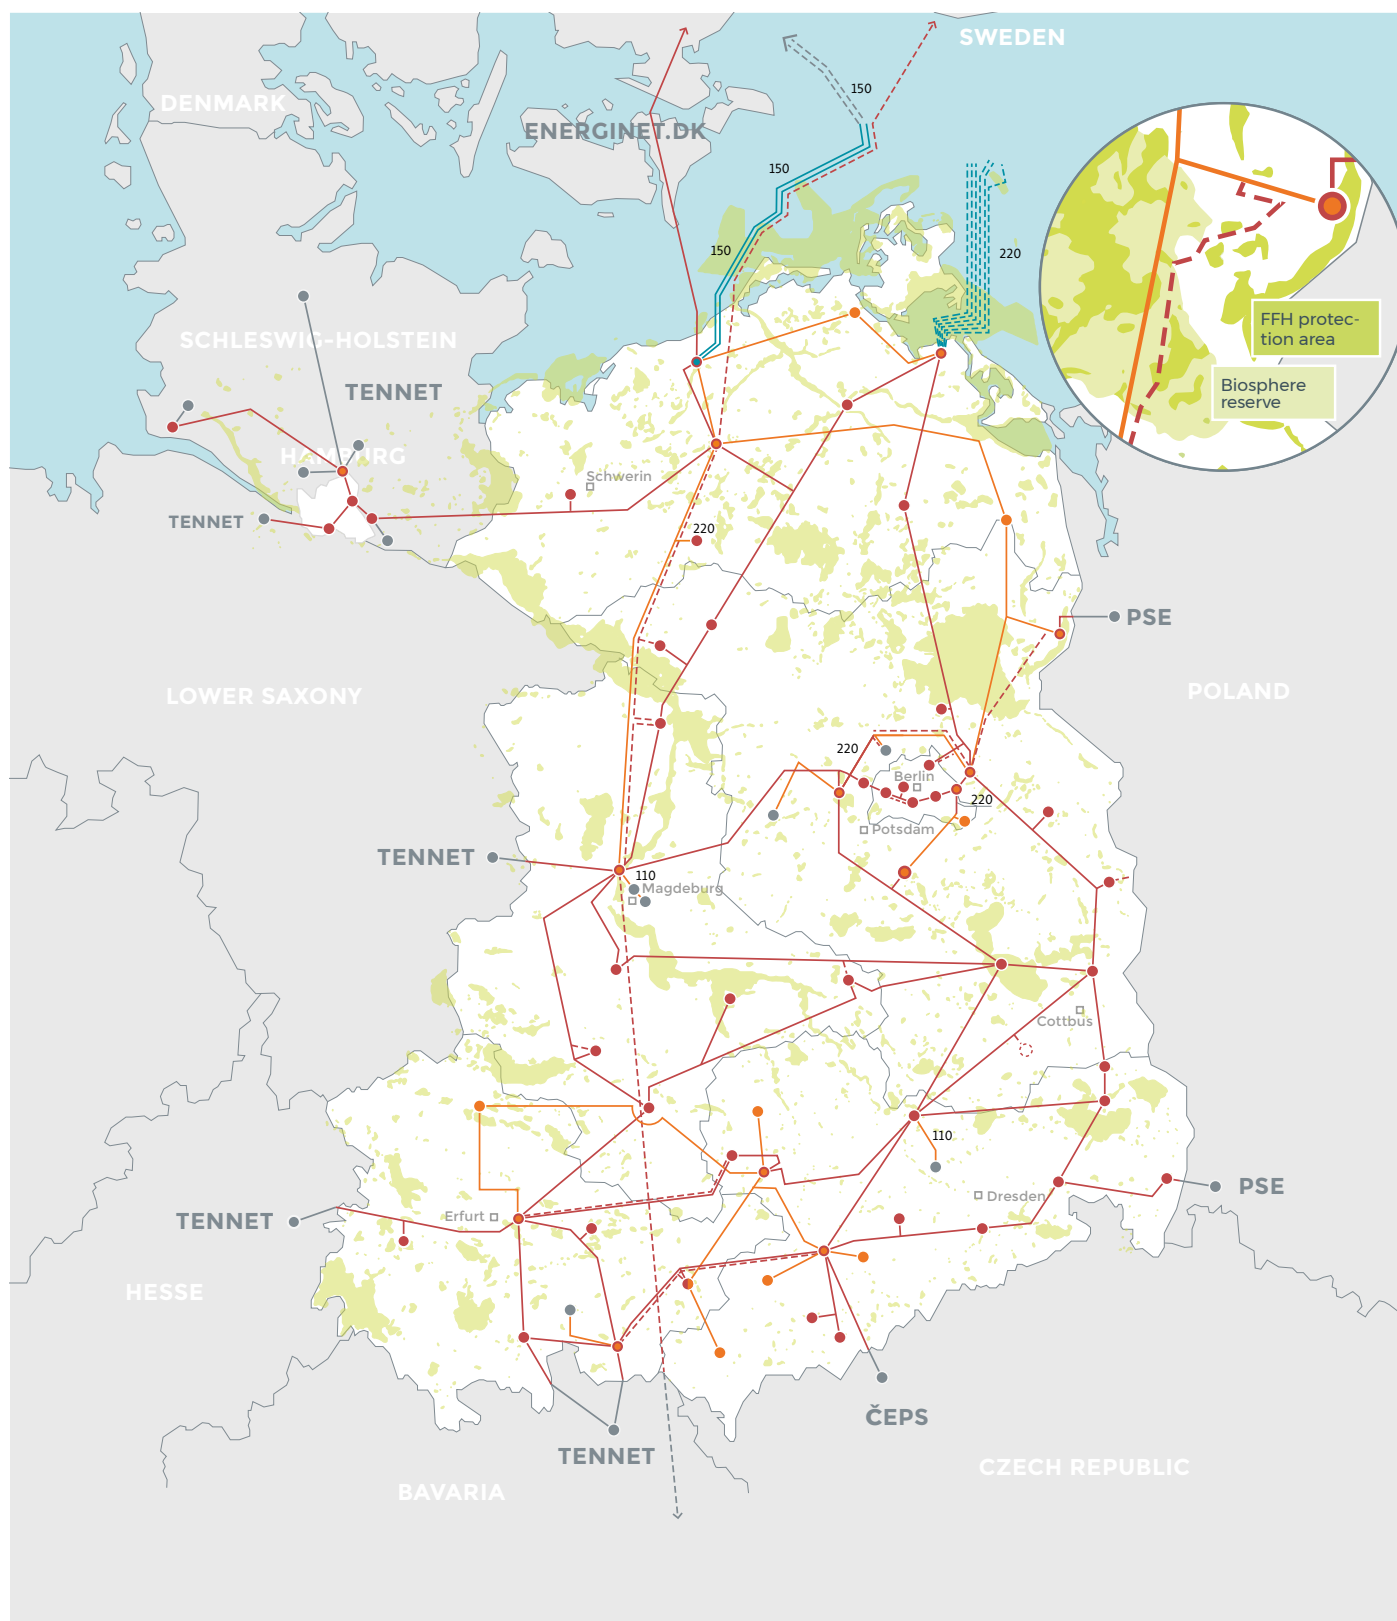 SWEDEN
150
DENMARK
ENERGINET.DK
150
150
220
FFH protec-
tion area
SCHLESWIG-HOLSTEIN
Biosphere
reserve
TENNET
HAMBURG
Schwerin
TENNET
220
PSE
LOWER SAXONY
POLAND
220
Berlin
220
Potsdam
TENNET
110
Magdeburg
Cottbus
110
PSE
Dresden
Erfurt
TENNET
HESSE
ČEPS
TENNET
CZECH REPUBLIC
BAVARIA